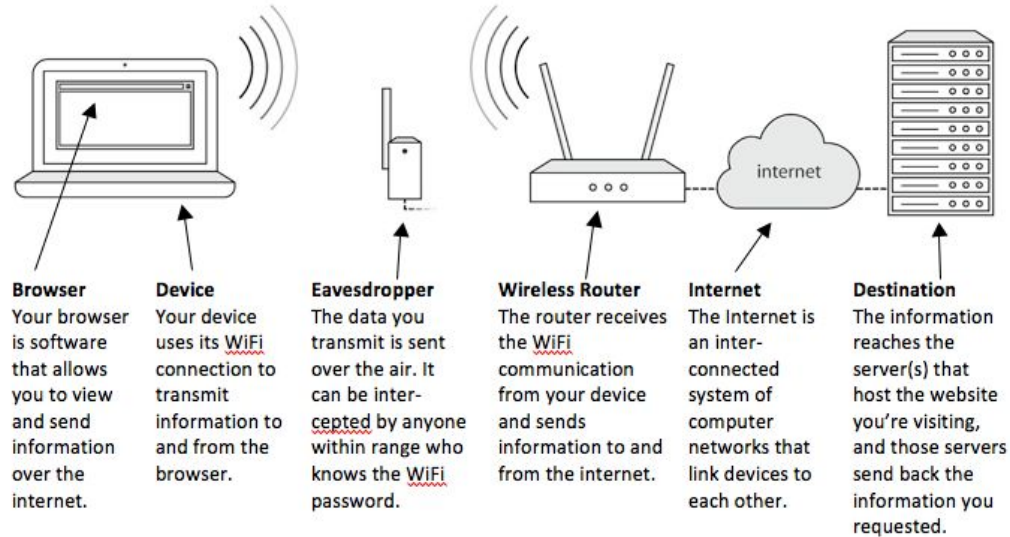 internet
Browser
Your browser
is software
that allows
you to view
and send
information
over the
internet.
Device
Your device
uses its WiFi
connection to
transmit
information to
and from the
browser.
Eavesdropper
The data you
transmit is sent
over the air. It
can be inter-
cepted by anyone
within range who
knows the WiFi
password.
Wireless Router
The router receives
the WiFi
communication
from your device
and sends
information to and
from the internet.
Internet
The Internet is
an inter-
connected
system of
computer
networks that
link devices to
each other.
Destination
The information
reaches the
server(s) that
host the website
you're visiting,
and those servers
send back the
information you
requested.